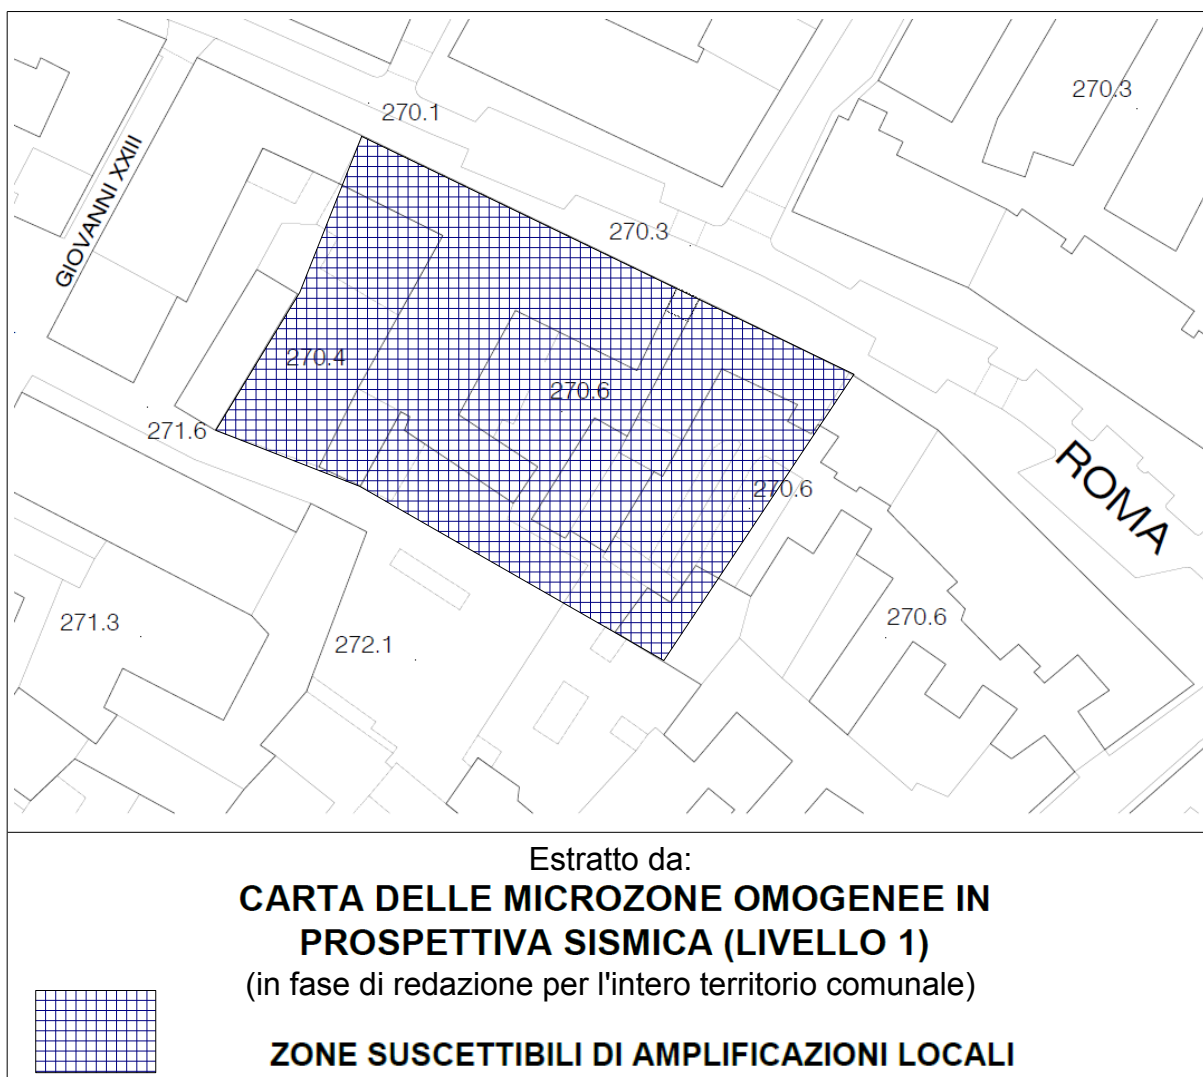 270.1
270.3
GIOVANNI XXIII
270.3
270.4
270.6
271.6
270.6
ROMA
271.3
272.1
270.6
Estratto da:
CARTA DELLE MICROZONE OMOGENEE IN
PROSPETTIVA SISMICA (LIVELLO 1)
(in fase di redazione per l'intero territorio comunale)
ZONE SUSCETTIBILI DI AMPLIFICAZIONI LOCALI